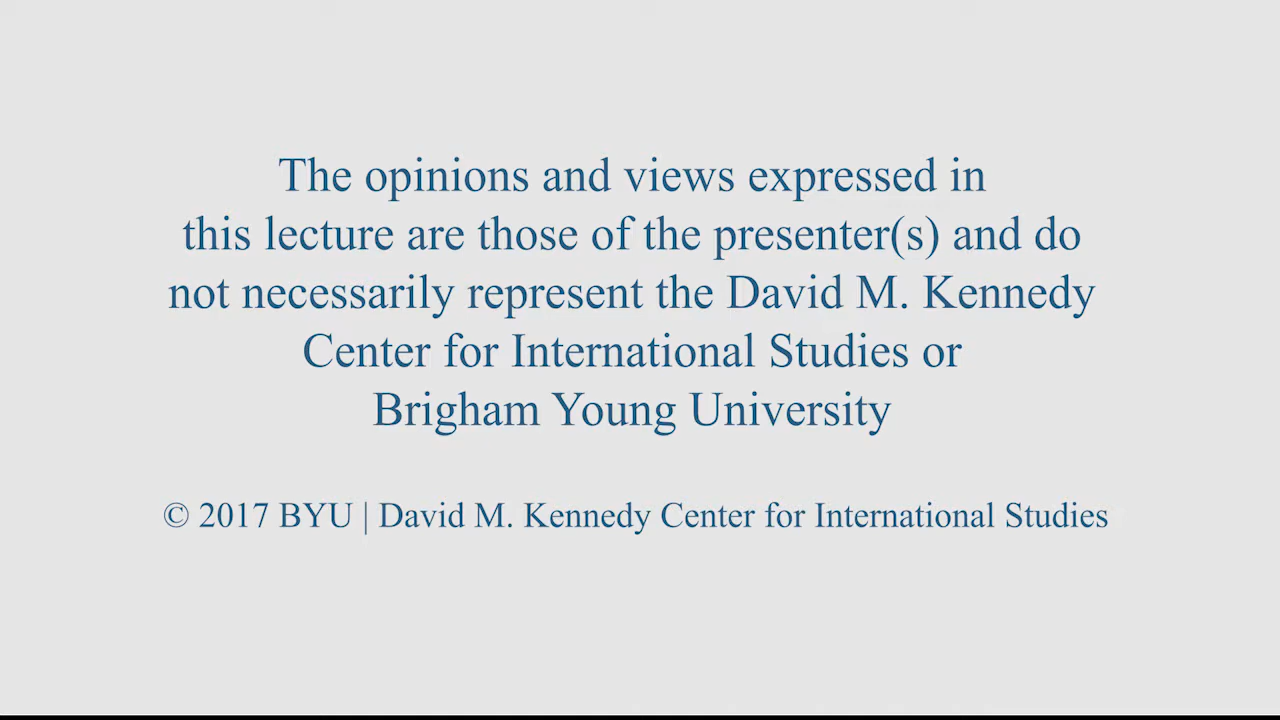 The opinions and views expressed in
this lecture are those of the presenter(s) and do
not necessarily represent the David M. Kennedy
Center for International Studies or
Brigham Young University
© 2017 BYU | David M. Kennedy Center for International Studies